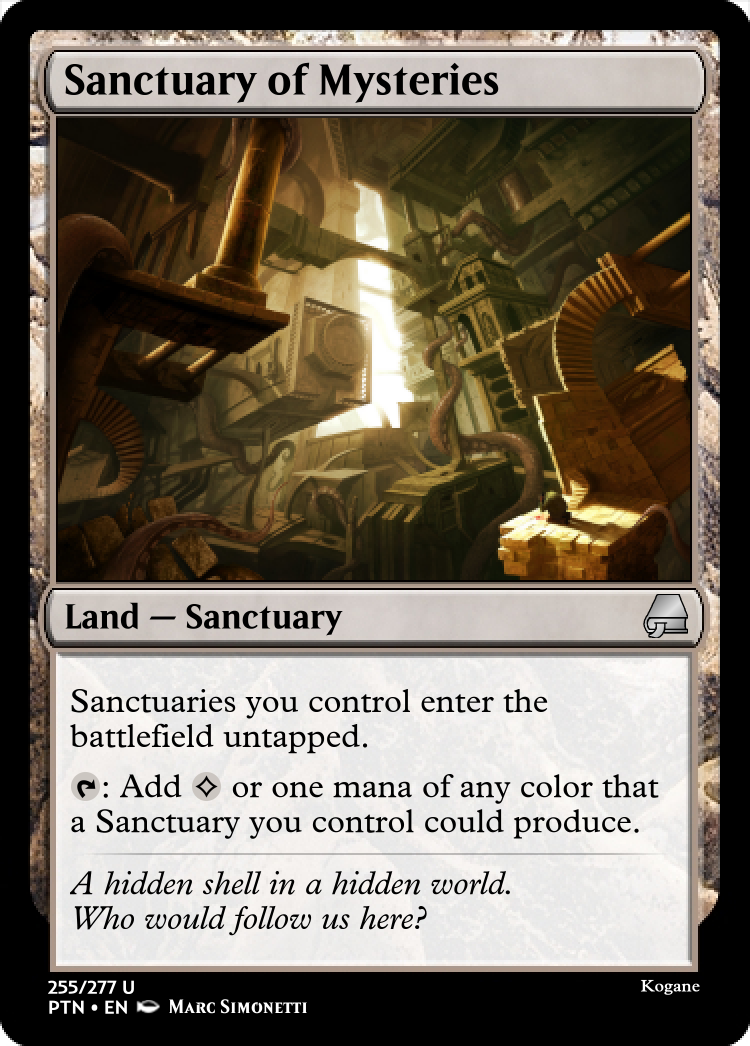 Sanctuary of Mysteries
Land — Sanctuary
Sanctuaries you control enter the
battlefield untapped.
: Add or one mana of any color that
a Sanctuary you control could produce.
A hidden shell in a hidden world.
Who would follow us here?
255/277 U
Kogane
PTN • EN MARC SIMONETTI